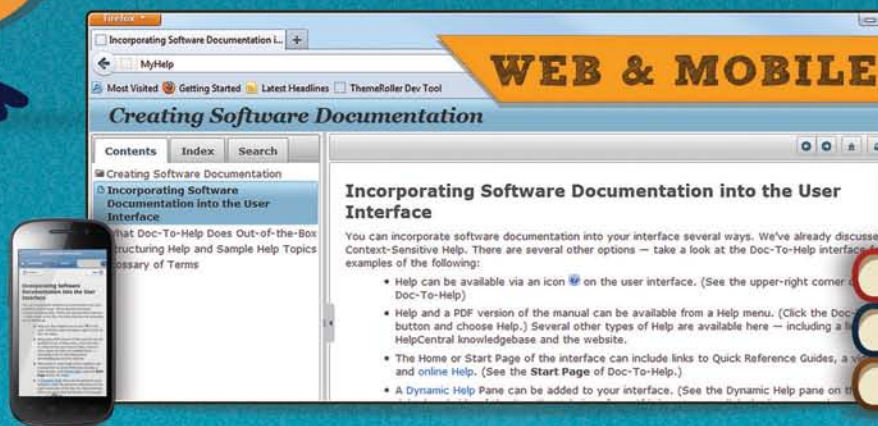 Firefox
Incorporating Software Documentation i...
MyHelp
WEB & MOBILE
Most Visited Getting Started Latest Headlines ThemeRoller Dev Tool
Creating Software Documentation
Contents Index Search
Creating Software Documentation
Incorporating Software
Documentation into the User
Interface
What Doc-To-Help Does Out-of-the-Box
Structuring Help and Sample Help Topics
Glossary of Terms
Incorporating Software Documentation into the User
Interface
You can incorporate software documentation into your interface several ways. We've already discusse
Context-Sensitive Help. There are several other options — take a look at the Doc-To-Help interface
examples of the following:
• Help can be available via an icon on the user interface. (See the upper-right corner
Doc-To-Help)
• Help and a PDF version of the manual can be available from a Help menu. (Click the Doc-
button and choose Help.) Several other types of Help are available here — including a
HelpCentral knowledgebase and the website.
• The Home or Start Page of the interface can include links to Quick Reference Guides, a
and online Help. (See the Start Page of Doc-To-Help.)
• A Dynamic Help Pane can be added to your interface. (See the Dynamic Help pane on
Incorporating Software
Documentation into the User
Interface